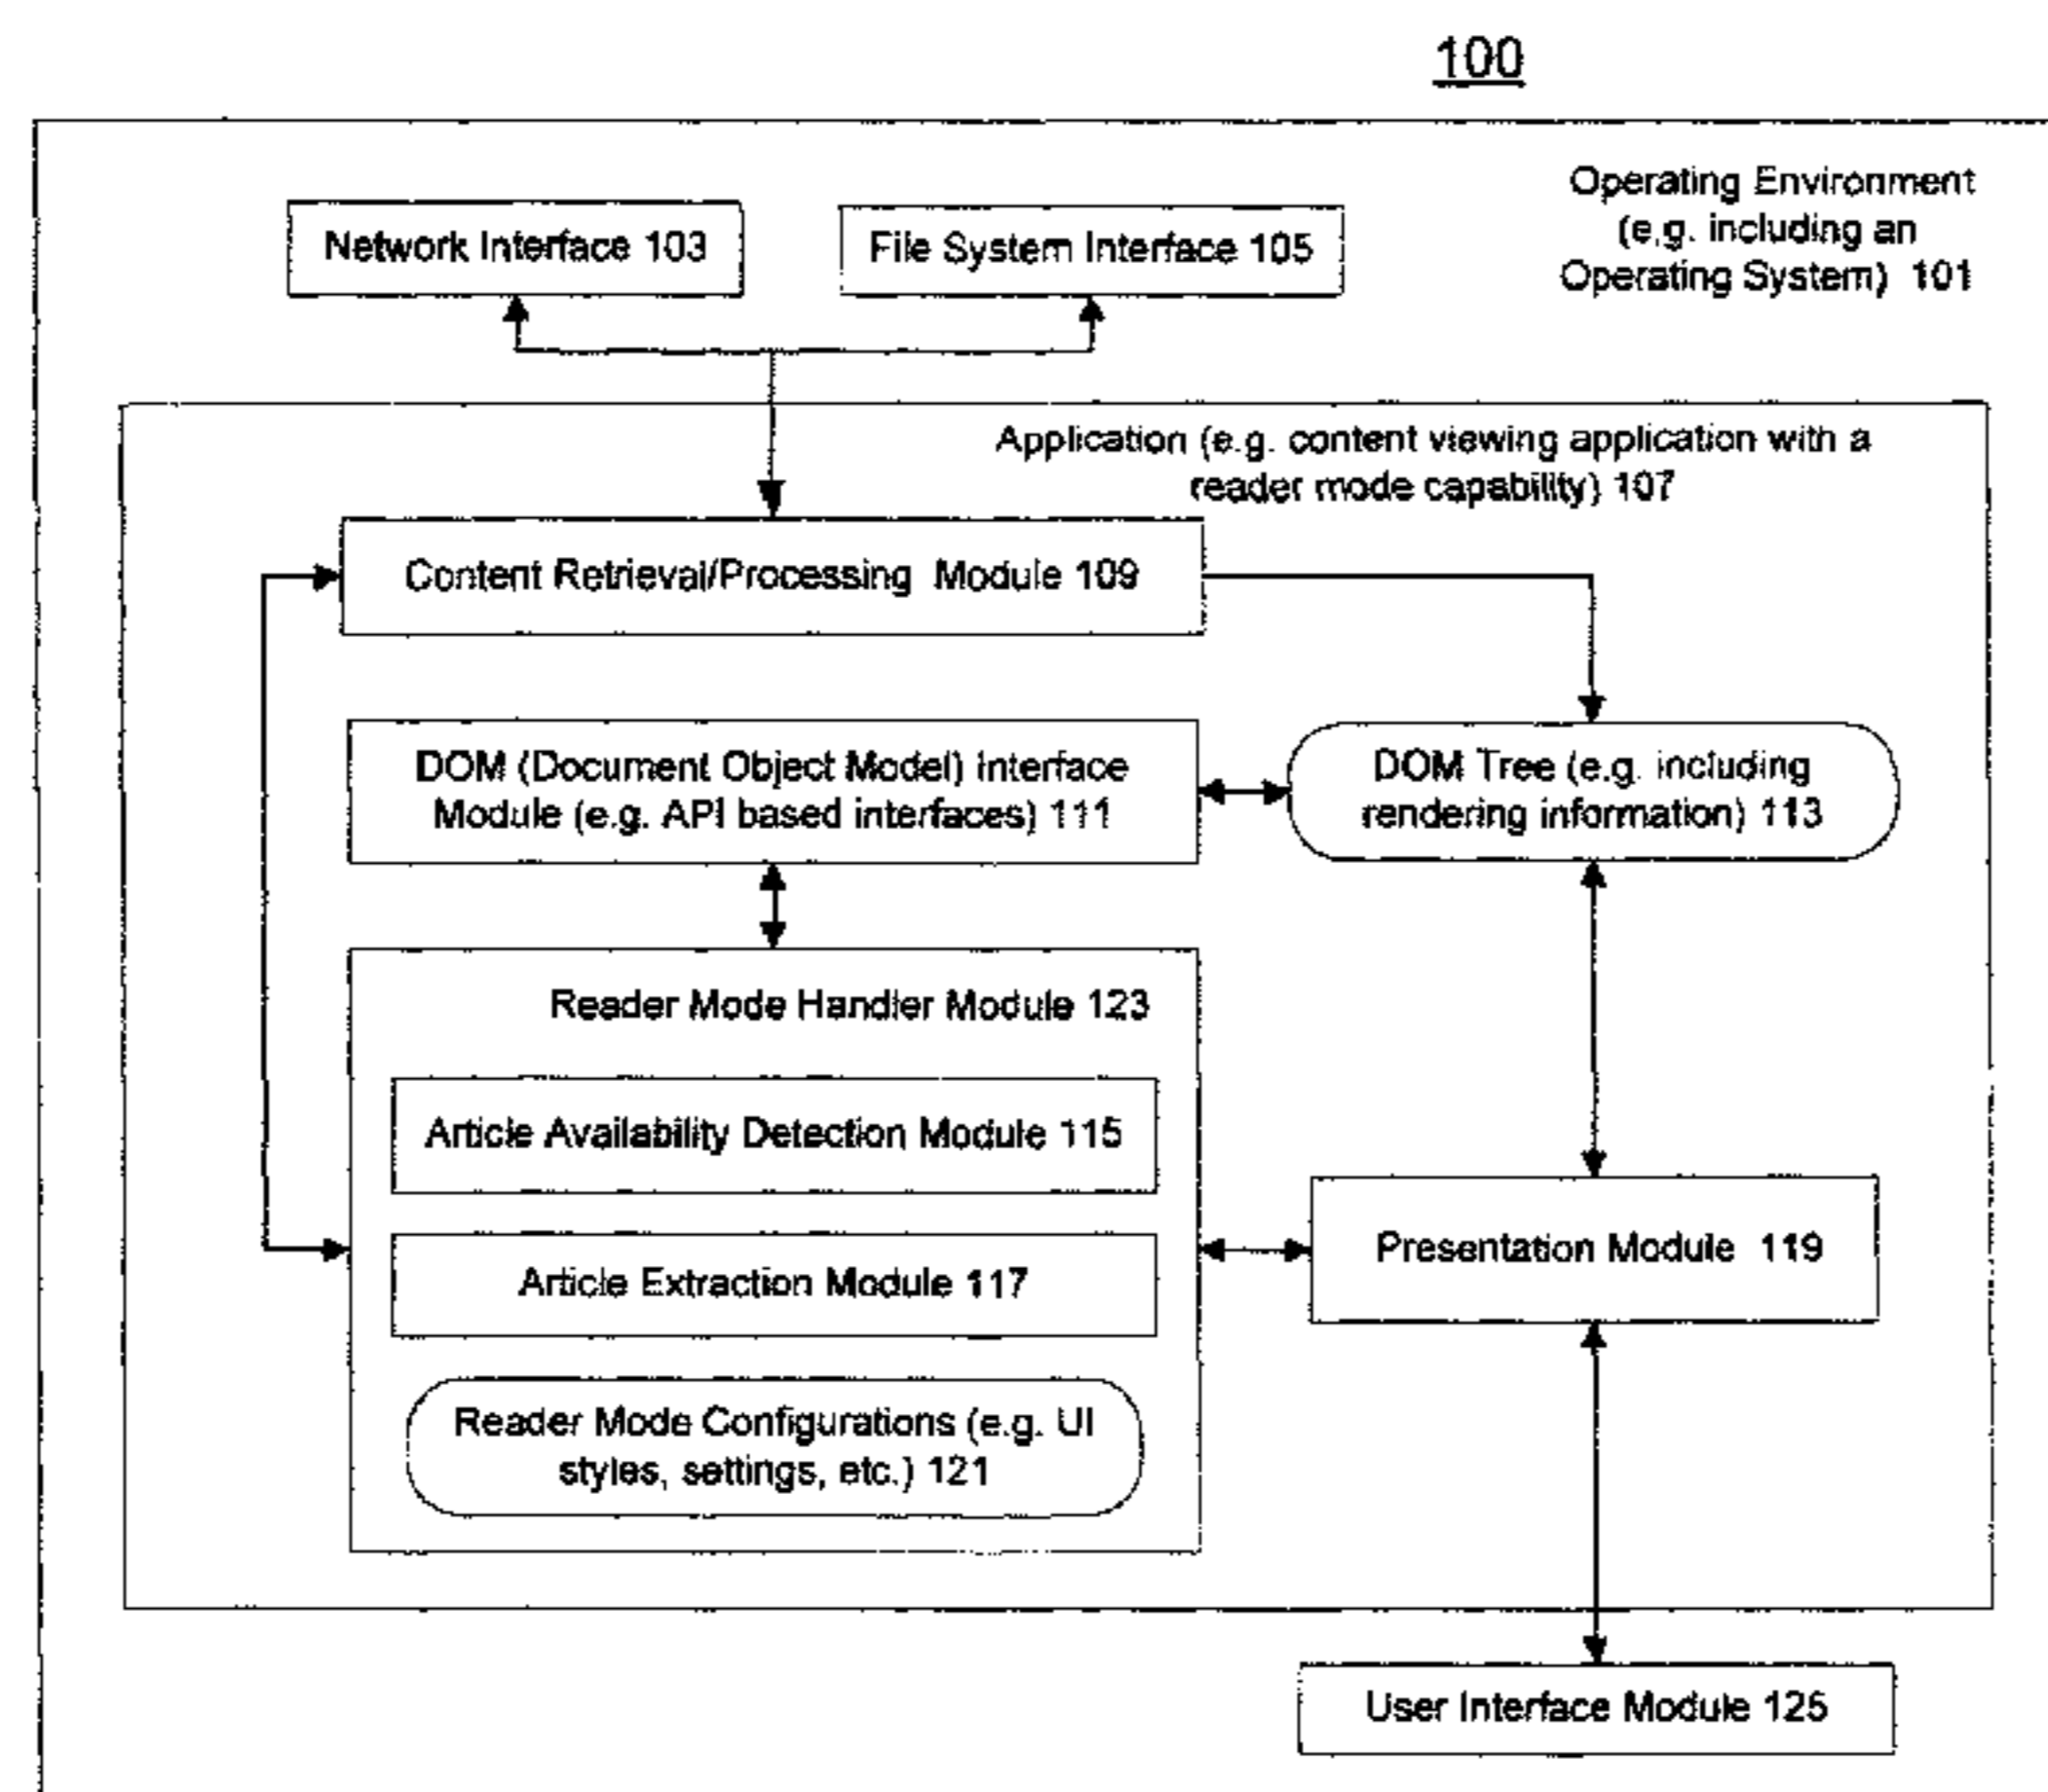 100
Operating Environment
(e.g. including an
Operating System) 101
Network Interface 103
File System Interface 105
Application (e.g. content viewing application with a
reader mode capability) 107
Content Retrieval/Processing Module 109
DOM (Document Object Model) Interface
Module (e.g. API based interfaces) 111
DOM Tree (e.g. including
rendering information) 113
Reader Mode Handler Module 123
Article Availability Detection Module 115
Article Extraction Module 117
Presentation Module 119
Reader Mode Configurations (e.g. UI
styles, settings, etc.) 121
User Interface Module 125